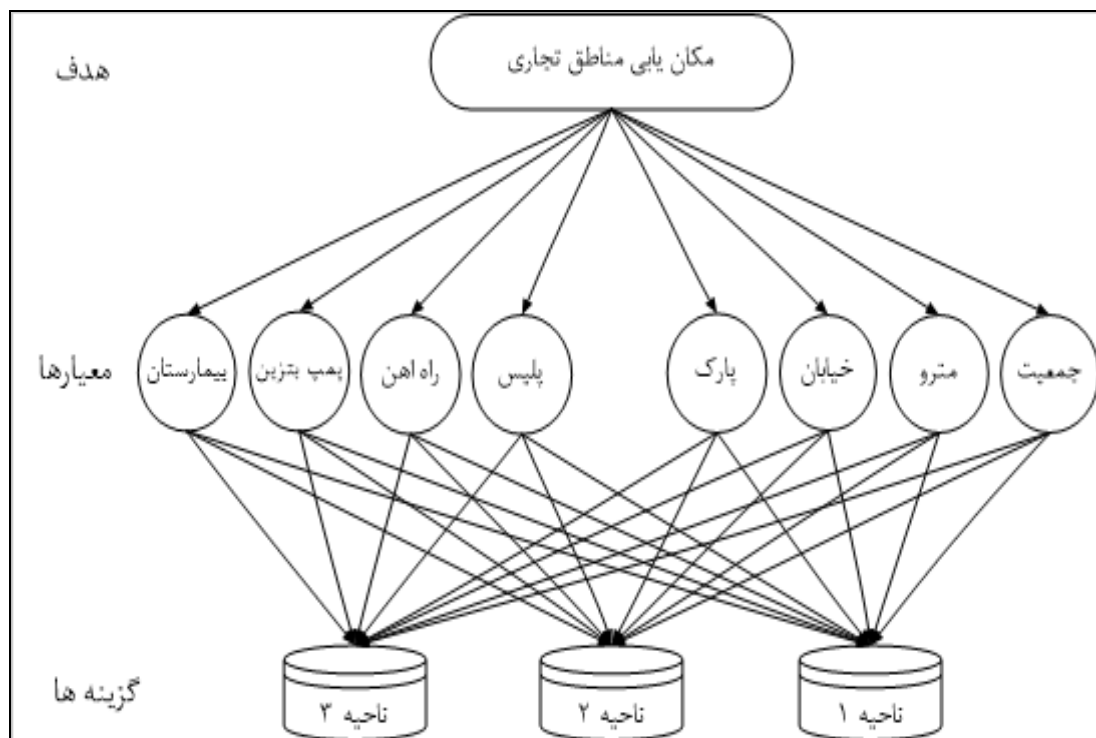 هدف
مکان یابی مناطق تجاری
معیارها
جمعیت
مترو
خیابان
پارک
پلیس
راه اهن
پمپ بنزین
بیمارستان
گزینه ها
ناحیه ۱
ناحیه ۲
ناحیه ۳